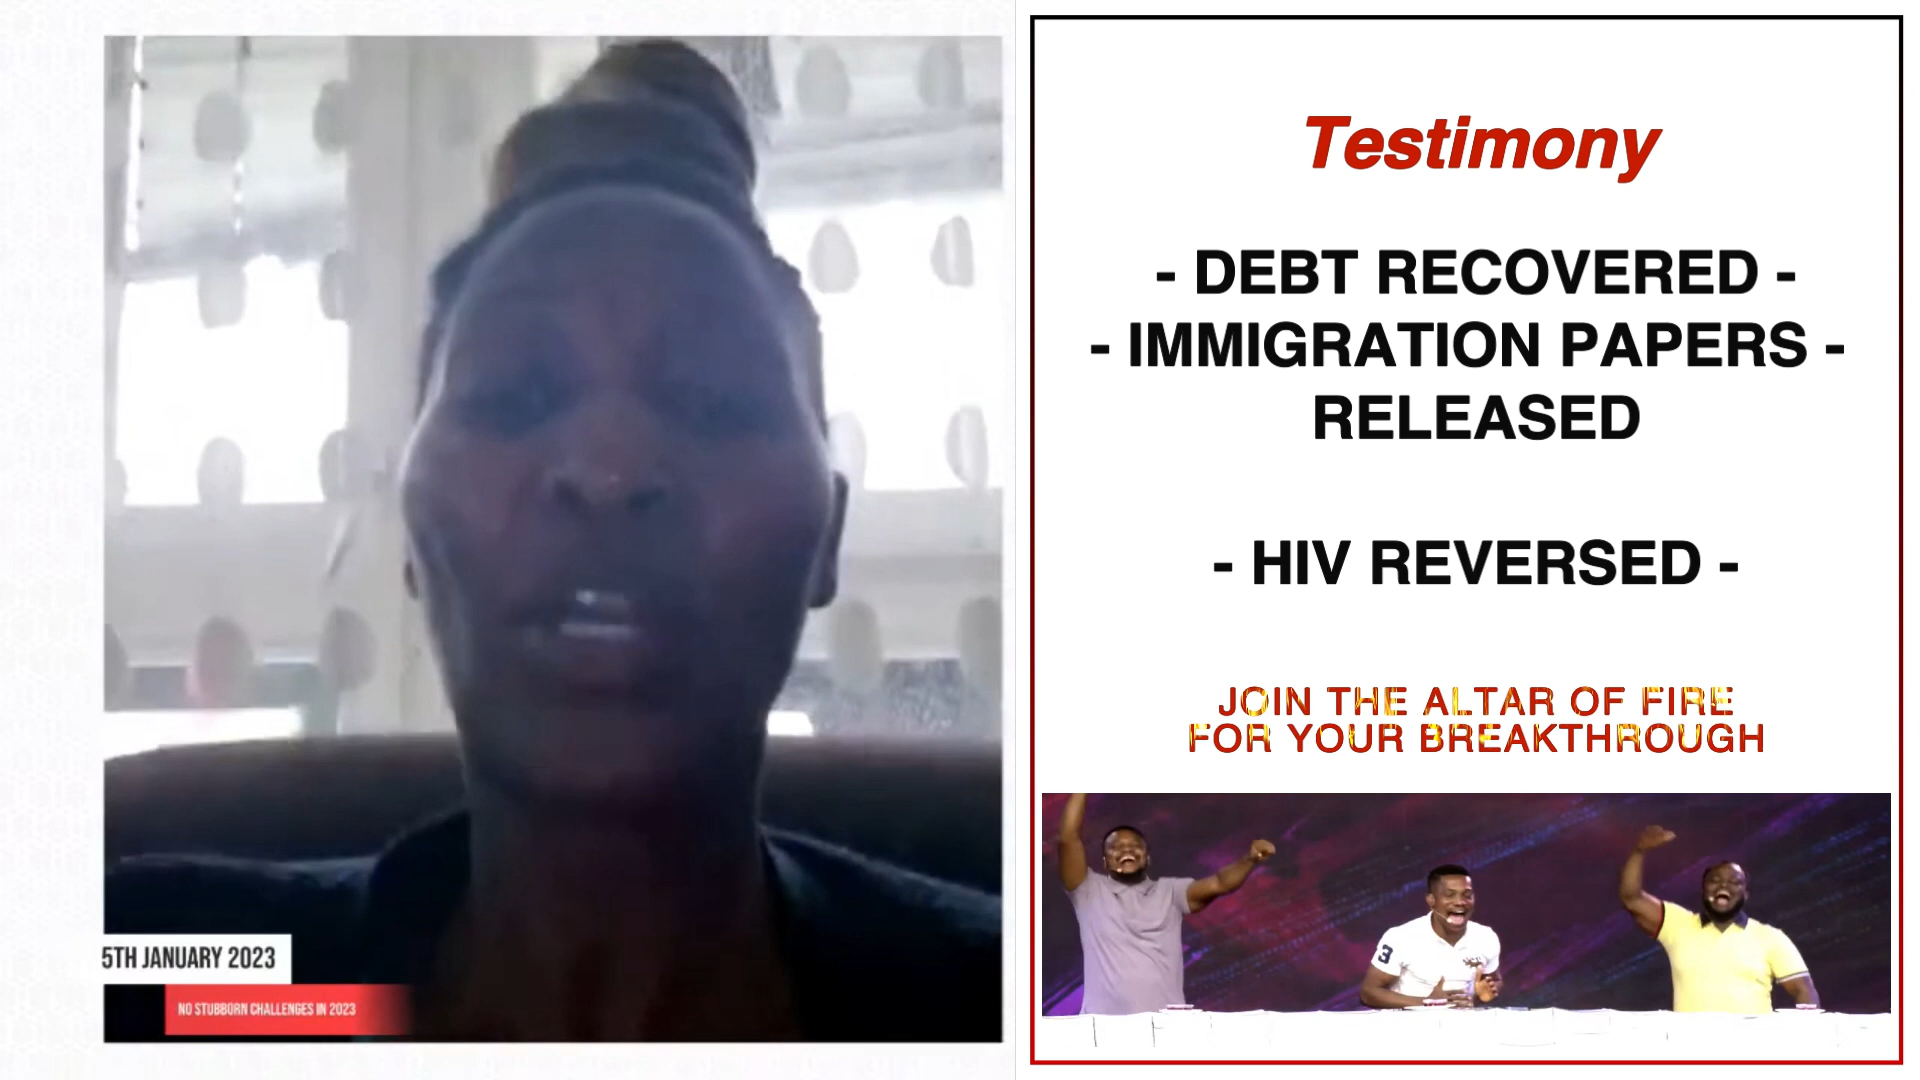 5TH JANUARY 2023
NO STUBBORN CHALLENGES IN 2023
Testimony
- DEBT RECOVERED -
- IMMIGRATION PAPERS -
RELEASED
- HIV REVERSED -
JOIN THE ALTAR OF FIRE
FOR YOUR BREAKTHROUGH
3